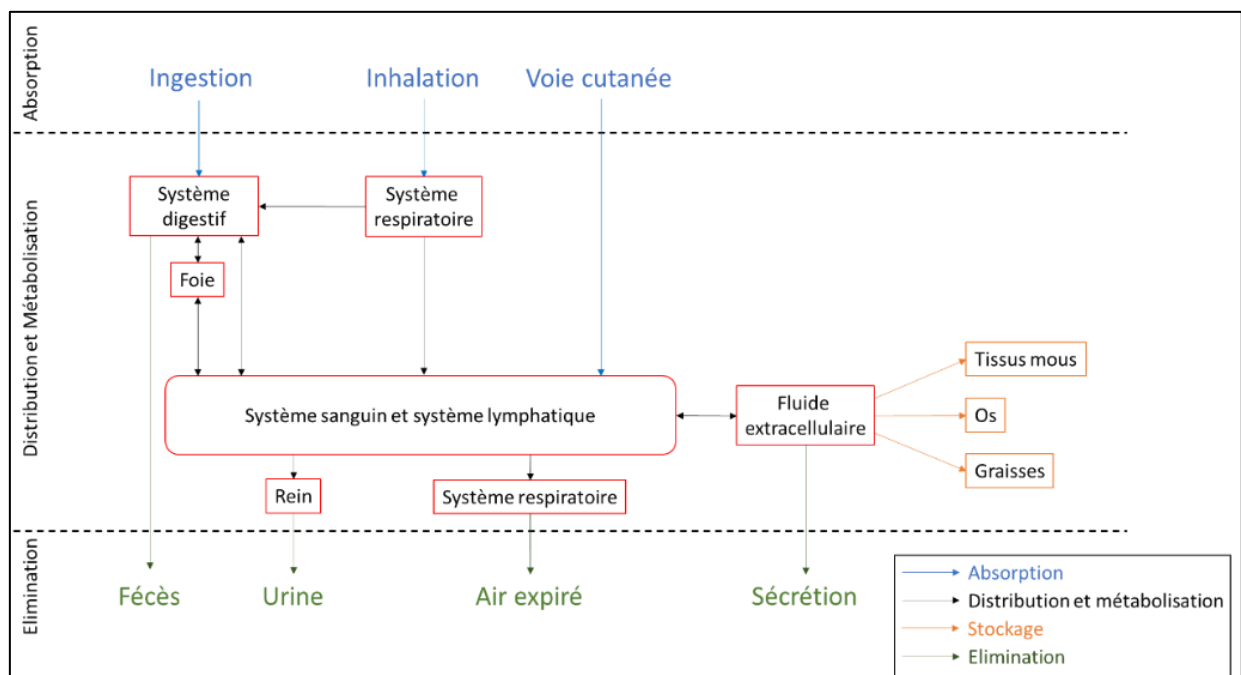 Absorption
Ingestion
Inhalation
Voie cutanée
Distribution et Métabolisation
Système
digestif
Système
respiratoire
Foie
Système sanguin et système lymphatique
Fluide
extracellulaire
Tissus mous
Os
Graisses
Rein
Système respiratoire
Elimination
Fécès
Urine
Air expiré
Sécrétion
Absorption
Distribution et métabolisation
Stockage
Elimination